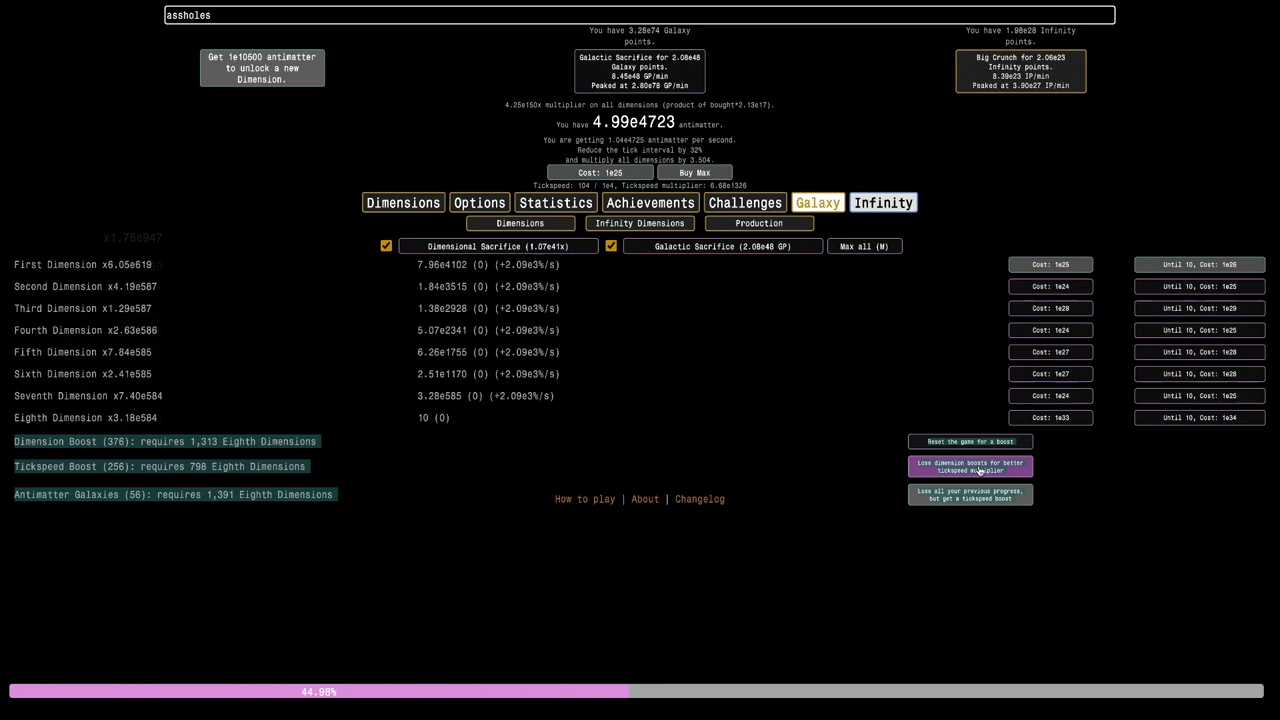 assholes
You have 3.28e74 Galaxy
points.
You have 1.98e28 Infinity
points.
Get 1e10500 antimatter
to unlock a new
Dimension.
Galactic Sacrifice for 2.08e48
Galaxy points.
8.45e48 GP/min
Peaked at 2.80e78 GP/min
Big Crunch for 2.06e23
Infinity points.
8.39e23 IP/min
Peaked at 3.90e27 IP/min
4.25e150x multiplier on all dimensions (product of bought*2.13e17).
You have 4.99e4723 antimatter.
You are getting 1.04e4725 antimatter per second.
Reduce the tick interval by 32%
and multiply all dimensions by 3.504.
Cost: 1e25 Buy Max
Tickspeed: 104 / 1e4, Tickspeed multiplier: 6.68e1326
Dimensions Options Statistics Achievements Challenges Galaxy Infinity
Dimensions Infinity Dimensions Production
x1.75e947
Dimensional Sacrifice (1.07e41x) Galactic Sacrifice (2.08e48 GP) Max all (M)
First Dimension x6.05e619 7.96e4102 (0) (+2.09e3%/s) Cost: 1e25 Until 10, Cost: 1e26
Second Dimension x4.19e587 1.84e3515 (0) (+2.09e3%/s) Cost: 1e24 Until 10, Cost: 1e25
Third Dimension x1.29e587 1.38e2928 (0) (+2.09e3%/s) Cost: 1e28 Until 10, Cost: 1e29
Fourth Dimension x2.63e586 5.07e2341 (0) (+2.09e3%/s) Cost: 1e24 Until 10, Cost: 1e25
Fifth Dimension x7.84e585 6.26e1755 (0) (+2.09e3%/s) Cost: 1e27 Until 10, Cost: 1e28
Sixth Dimension x2.41e585 2.51e1170 (0) (+2.09e3%/s) Cost: 1e27 Until 10, Cost: 1e28
Seventh Dimension x7.40e584 3.28e585 (0) (+2.09e3%/s) Cost: 1e24 Until 10, Cost: 1e25
Eighth Dimension x3.18e584 10 (0) Cost: 1e33 Until 10, Cost: 1e34
Dimension Boost (376): requires 1,313 Eighth Dimensions Reset the game for a boost
Tickspeed Boost (256): requires 798 Eighth Dimensions
Lose dimension boosts for better
tickspeed multiplier
Antimatter Galaxies (56): requires 1,391 Eighth Dimensions
Lose all your previous progress,
but get a tickspeed boost
How to play | About | Changelog
44.98%